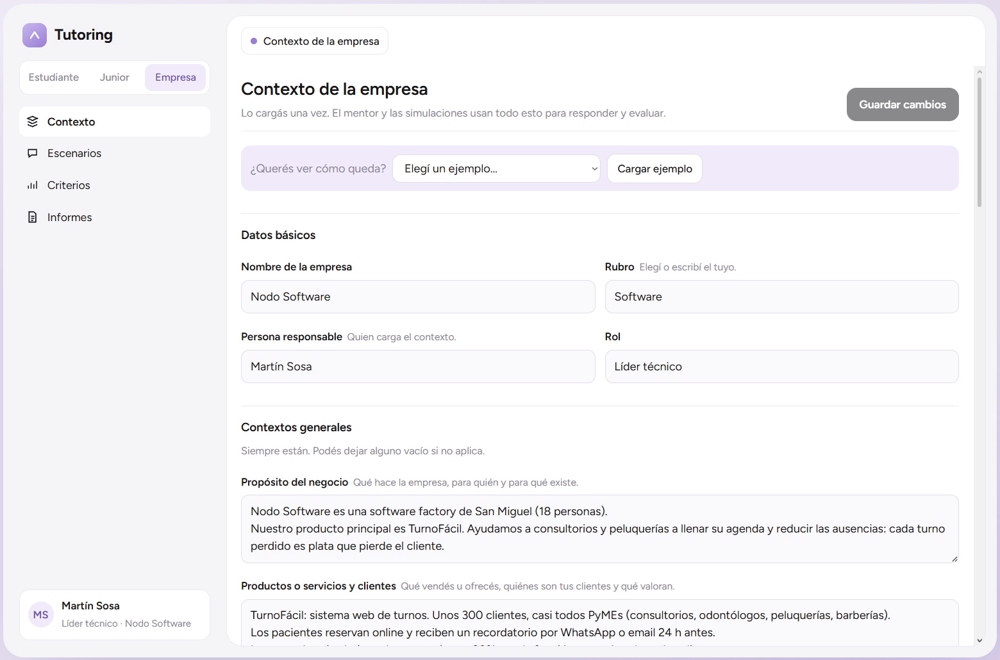 Tutoring
Estudiante Junior Empresa
Contexto
Escenarios
Criterios
Informes
MS
Martín Sosa
Líder técnico · Nodo Software
Contexto de la empresa
Contexto de la empresa
Lo cargás una vez. El mentor y las simulaciones usan todo esto para responder y evaluar.
Guardar cambios
¿Querés ver cómo queda? Elegí un ejemplo... Cargar ejemplo
Datos básicos
Nombre de la empresa
Nodo Software
Rubro Elegí o escribí el tuyo.
Software
Persona responsable Quien carga el contexto.
Martín Sosa
Rol
Líder técnico
Contextos generales
Siempre están. Podés dejar alguno vacío si no aplica.
Propósito del negocio Qué hace la empresa, para quién y para qué existe.
Nodo Software es una software factory de San Miguel (18 personas).
Nuestro producto principal es TurnoFácil. Ayudamos a consultorios y peluquerías a llenar su agenda y reducir las ausencias: cada turno
perdido es plata que pierde el cliente.
Productos o servicios y clientes Qué vendés u ofrecés, quiénes son tus clientes y qué valoran.
TurnoFácil: sistema web de turnos. Unos 300 clientes, casi todos PyMEs (consultorios, odontólogos, peluquerías, barberías).
Los pacientes reservan online y reciben un recordatorio por WhatsApp o email 24 h antes.